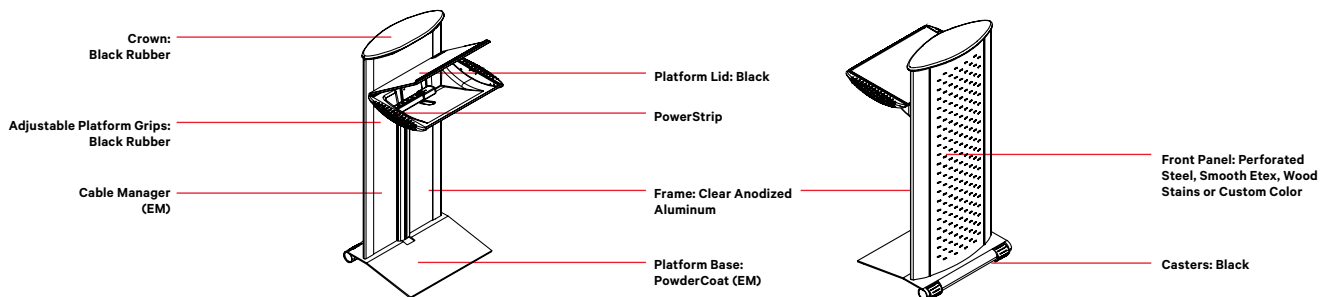 Crown:
Black Rubber
Adjustable Platform Grips:
Black Rubber
Cable Manager
(EM)
Platform Lid: Black
PowerStrip
Frame: Clear Anodized
Aluminum
Platform Base:
PowderCoat (EM)
Front Panel: Perforated
Steel, Smooth Etex, Wood
Stains or Custom Color
Casters: Black